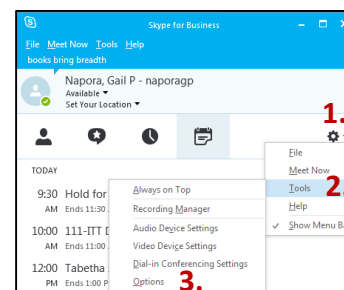 Skype for Business
File Meet Now Tools Help
books bring breadth
Napora, Gail P - naporagp
Available
Set Your Location
1.
File
Meet Now
TODAY
Tools
2.
9:30 Hold for
Always on Top
Help
AM Ends 11:30
Recording Manager
Show Menu Ba
10:00 111-ITT
Audio Device Settings
AM Ends 11:00
Video Device Settings
12:00 Tabetha
Dial-in Conferencing Settings
PM Ends 1:00 P
Options
3.